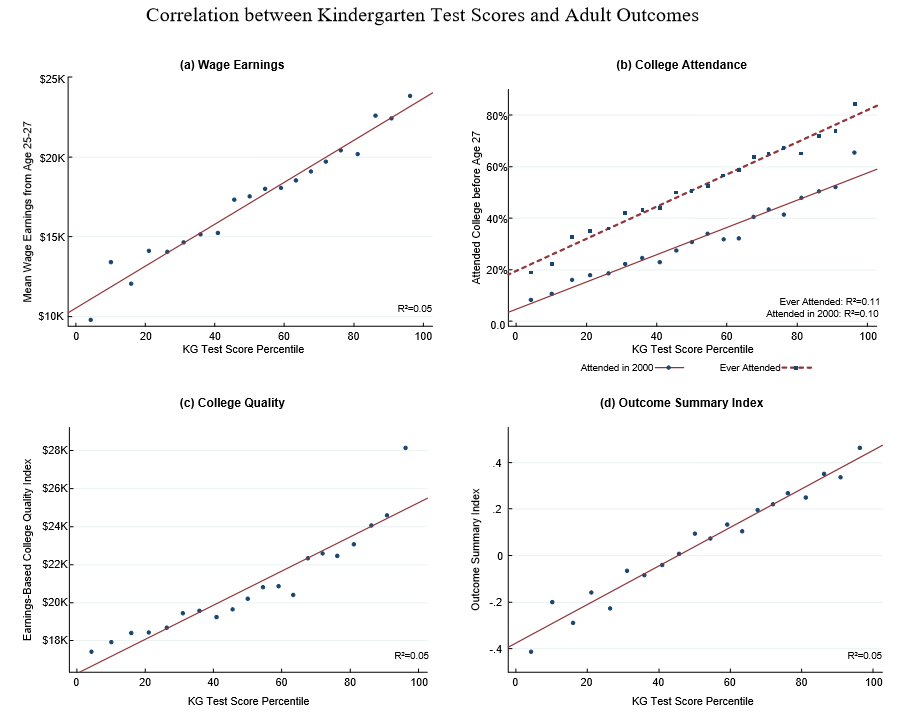 Correlation between Kindergarten Test Scores and Adult Outcomes
(a) Wage Earnings
Mean Wage Earnings from Age 25-27
$25K
$20K
$15K
$10K
R²=0.05
0 20 40 60 80 100
KG Test Score Percentile
(b) College Attendance
Attended College before Age 27
80%
60%
40%
20%
0.0
Ever Attended: R²=0.11
Attended in 2000: R²=0.10
0 20 40 60 80 100
KG Test Score Percentile
Attended in 2000 Ever Attended
(c) College Quality
Earnings-Based College Quality Index
$28K
$26K
$24K
$22K
$20K
$18K
R²=0.05
0 20 40 60 80 100
KG Test Score Percentile
(d) Outcome Summary Index
Outcome Summary Index
.4
.2
0
-.2
-.4
R²=0.05
0 20 40 60 80 100
KG Test Score Percentile